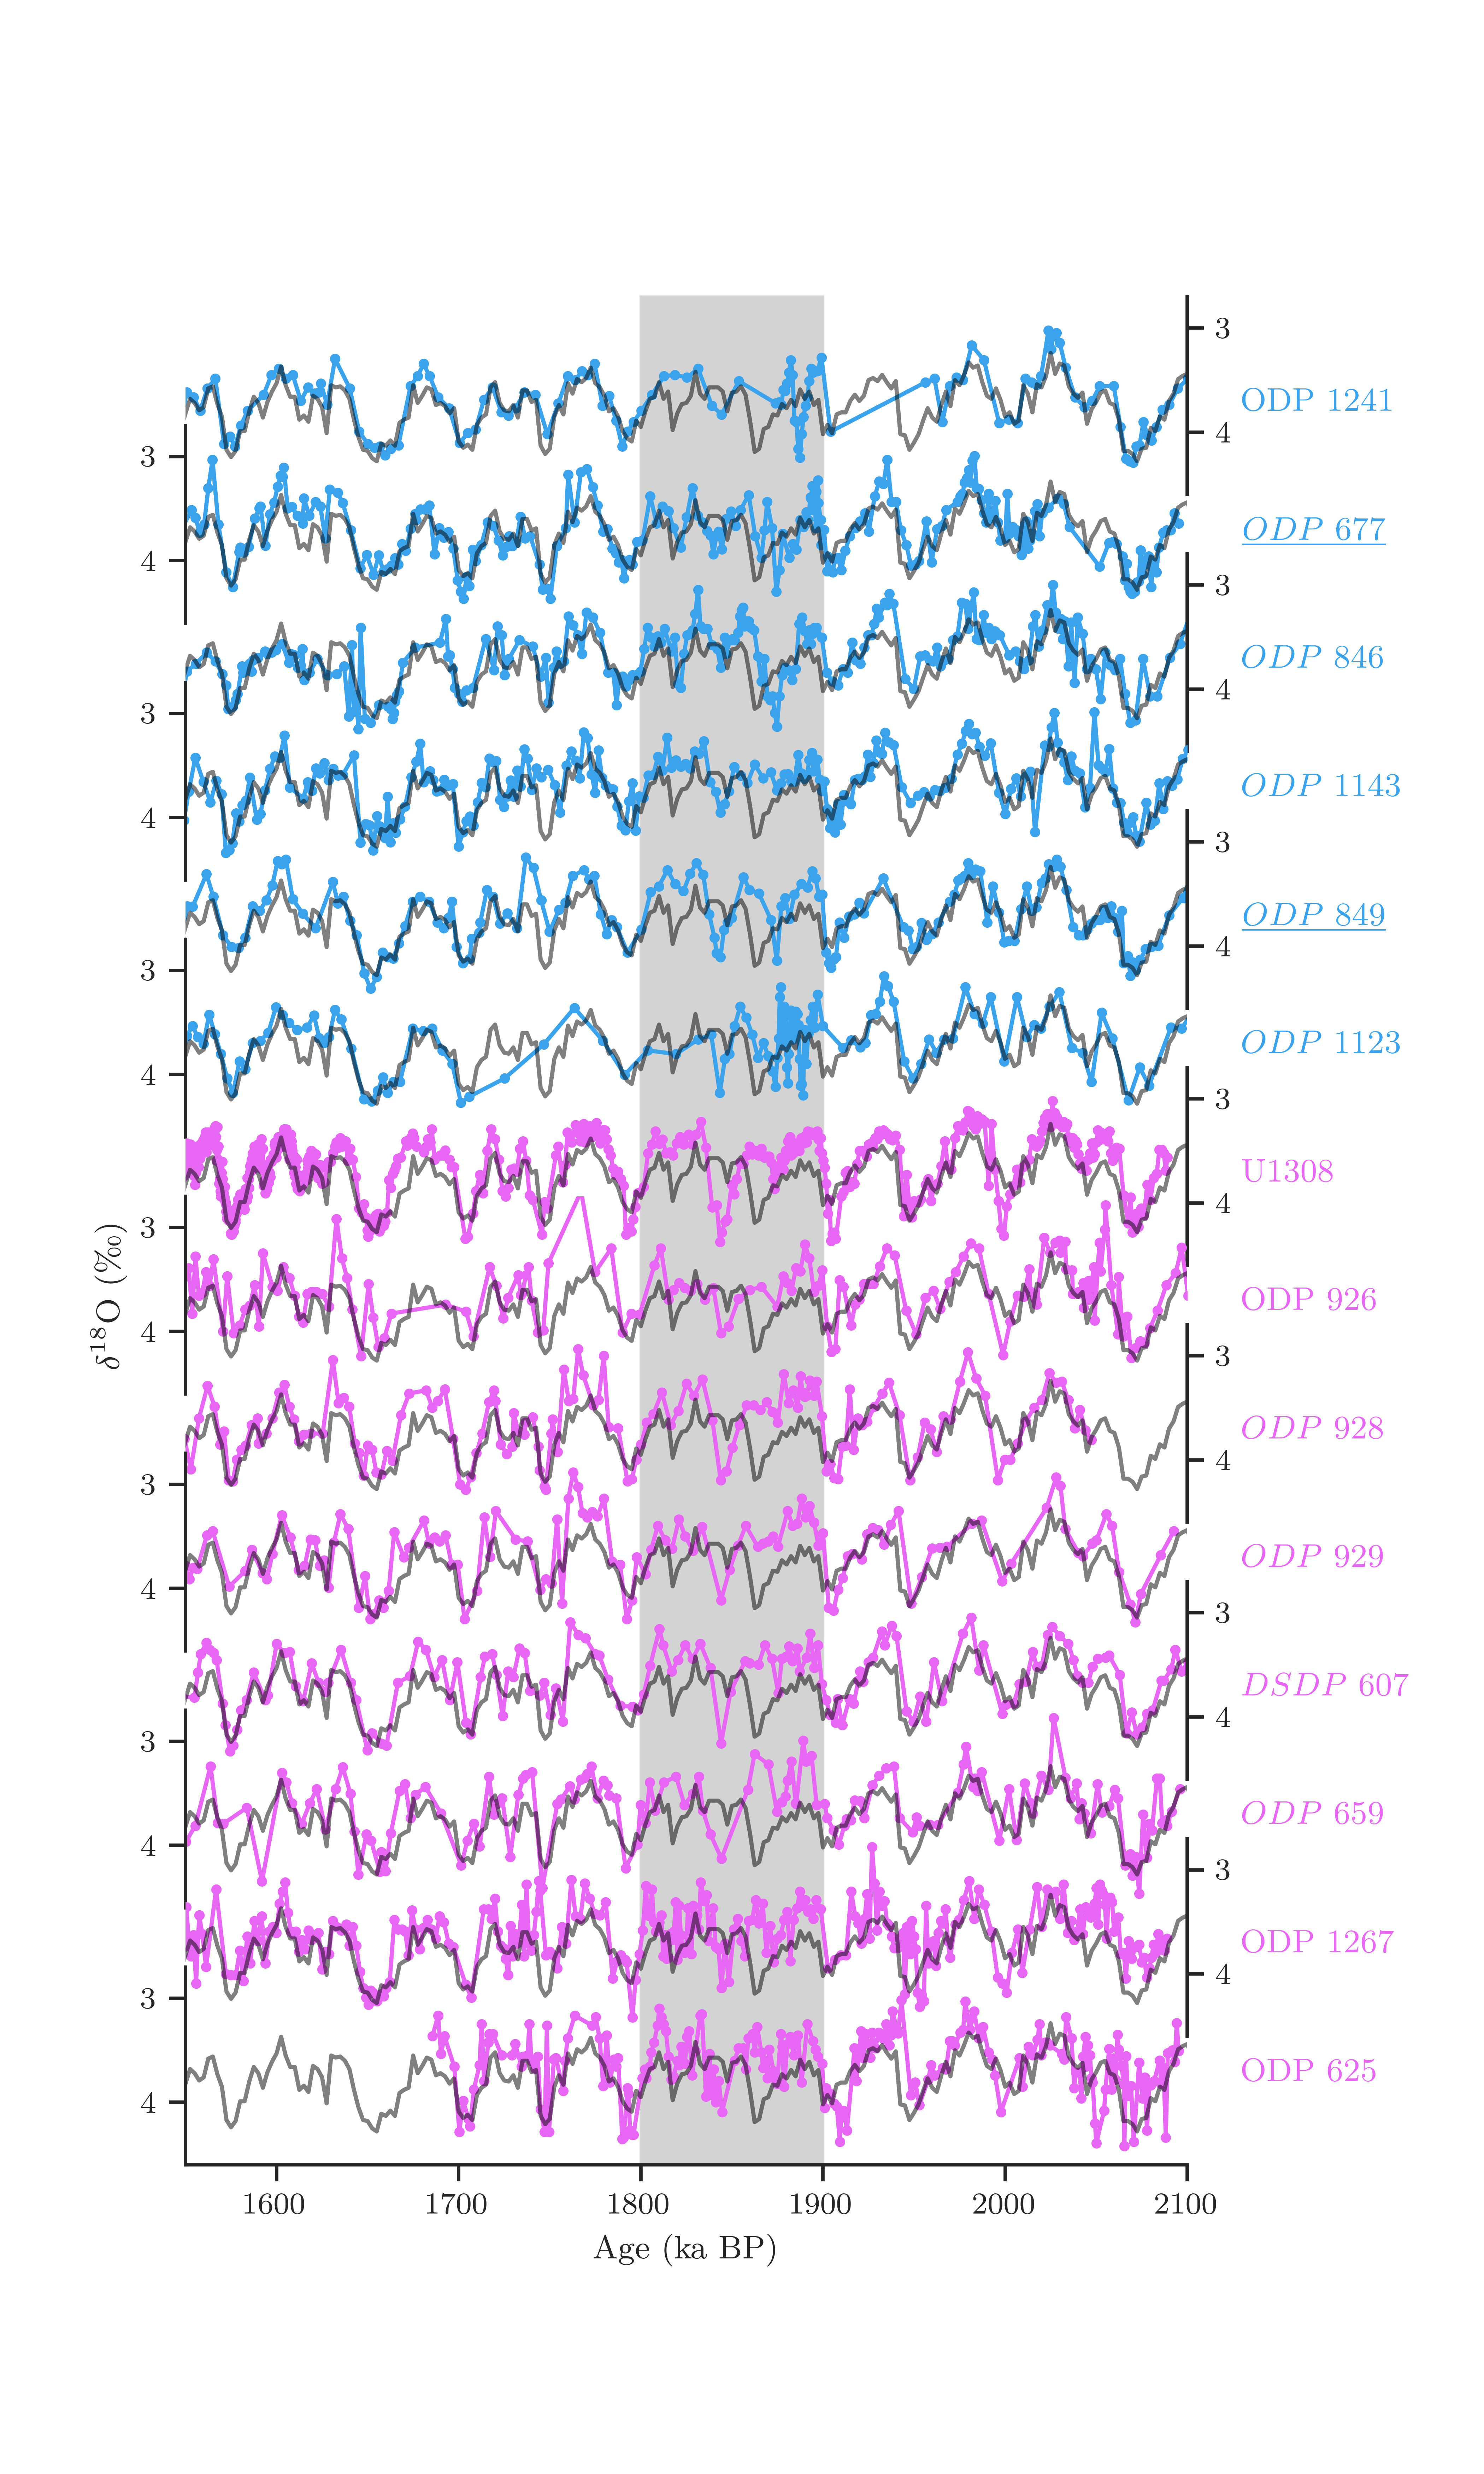 3
ODP 1241
4
3
ODP 677
4
3
ODP 846
4
3
ODP 1143
4
3
ODP 849
4
3
ODP 1123
4
3
U1308
4
3
ODP 926
4
3
ODP 928
4
3
ODP 929
4
3
DSDP 607
4
3
ODP 659
4
3
ODP 1267
4
3
ODP 625
4
δ¹⁸O (‰)
1600 1700 1800 1900 2000 2100
Age (ka BP)